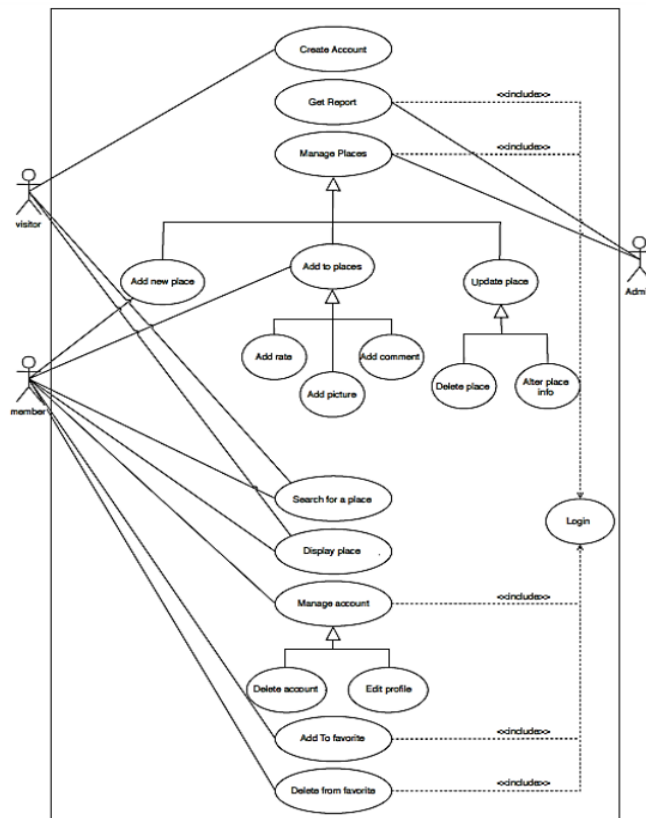 Create Account
Get Report
<<include>>
Manage Places
<<include>>
visitor
Add new place
Add to places
Update place
Admi
Add rate
Add comment
Add picture
Delete place
Alter place
info
member
Search for a place
Login
Display place
Manage account
<<include>>
Delete account
Edit profile
Add To favorite
<<include>>
Delete from favorite
<<include>>